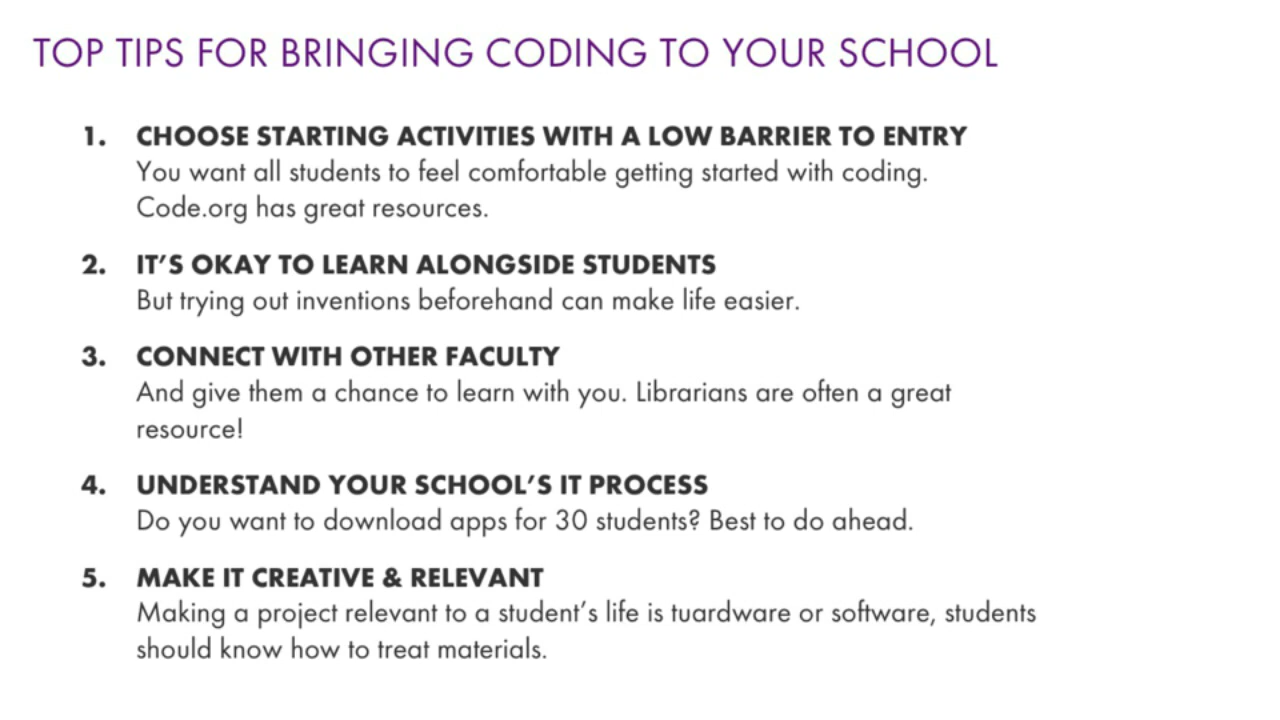 TOP TIPS FOR BRINGING CODING TO YOUR SCHOOL
1. CHOOSE STARTING ACTIVITIES WITH A LOW BARRIER TO ENTRY
You want all students to feel comfortable getting started with coding.
Code.org has great resources.
2. IT'S OKAY TO LEARN ALONGSIDE STUDENTS
But trying out inventions beforehand can make life easier.
3. CONNECT WITH OTHER FACULTY
And give them a chance to learn with you. Librarians are often a great
resource!
4. UNDERSTAND YOUR SCHOOL'S IT PROCESS
Do you want to download apps for 30 students? Best to do ahead.
5. MAKE IT CREATIVE & RELEVANT
Making a project relevant to a student's life is tuardware or software, students
should know how to treat materials.